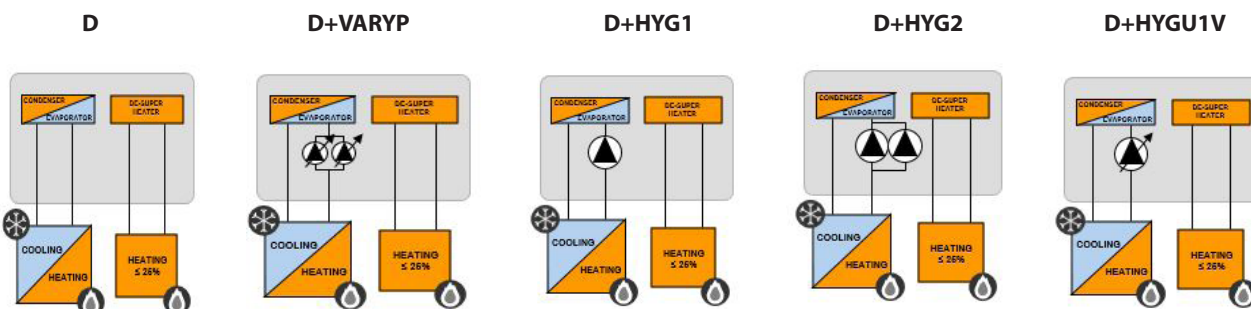 D
D+VARYP
D+HYG1
D+HYG2
D+HYGU1V
CONDENSER
EVAPORATOR
DE-SUPER
HEATER
COOLING
HEATING
HEATING
≤ 25%
CONDENSER
EVAPORATOR
DE-SUPER
HEATER
COOLING
HEATING
HEATING
≤ 25%
CONDENSER
EVAPORATOR
DE-SUPER
HEATER
COOLING
HEATING
HEATING
≤ 25%
CONDENSER
EVAPORATOR
DE-SUPER
HEATER
COOLING
HEATING
HEATING
≤ 25%
CONDENSER
EVAPORATOR
DE-SUPER
HEATER
COOLING
HEATING
HEATING
≤ 25%